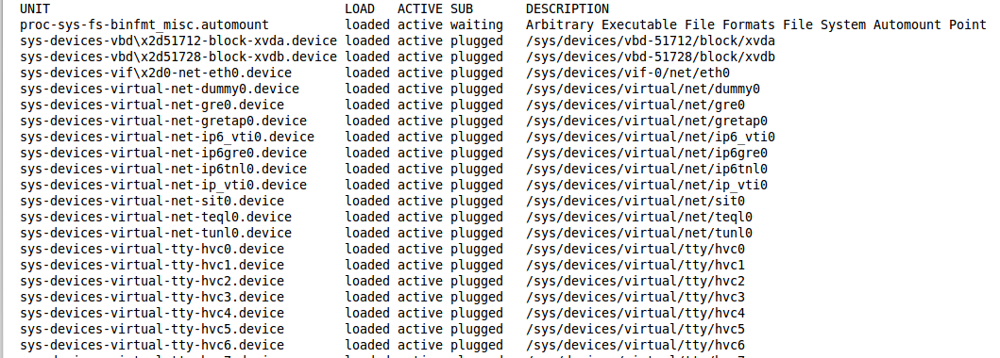 UNIT LOAD ACTIVE SUB DESCRIPTION
proc-sys-fs-binfmt_misc.automount loaded active waiting Arbitrary Executable File Formats File System Automount Point
sys-devices-vbd\x2d51712-block-xvda.device loaded active plugged /sys/devices/vbd-51712/block/xvda
sys-devices-vbd\x2d51728-block-xvdb.device loaded active plugged /sys/devices/vbd-51728/block/xvdb
sys-devices-vif\x2d0-net-eth0.device loaded active plugged /sys/devices/vif-0/net/eth0
sys-devices-virtual-net-dummy0.device loaded active plugged /sys/devices/virtual/net/dummy0
sys-devices-virtual-net-gre0.device loaded active plugged /sys/devices/virtual/net/gre0
sys-devices-virtual-net-gretap0.device loaded active plugged /sys/devices/virtual/net/gretap0
sys-devices-virtual-net-ip6_vti0.device loaded active plugged /sys/devices/virtual/net/ip6_vti0
sys-devices-virtual-net-ip6gre0.device loaded active plugged /sys/devices/virtual/net/ip6gre0
sys-devices-virtual-net-ip6tnl0.device loaded active plugged /sys/devices/virtual/net/ip6tnl0
sys-devices-virtual-net-ip_vti0.device loaded active plugged /sys/devices/virtual/net/ip_vti0
sys-devices-virtual-net-sit0.device loaded active plugged /sys/devices/virtual/net/sit0
sys-devices-virtual-net-teql0.device loaded active plugged /sys/devices/virtual/net/teql0
sys-devices-virtual-net-tunl0.device loaded active plugged /sys/devices/virtual/net/tunl0
sys-devices-virtual-tty-hvc0.device loaded active plugged /sys/devices/virtual/tty/hvc0
sys-devices-virtual-tty-hvc1.device loaded active plugged /sys/devices/virtual/tty/hvc1
sys-devices-virtual-tty-hvc2.device loaded active plugged /sys/devices/virtual/tty/hvc2
sys-devices-virtual-tty-hvc3.device loaded active plugged /sys/devices/virtual/tty/hvc3
sys-devices-virtual-tty-hvc4.device loaded active plugged /sys/devices/virtual/tty/hvc4
sys-devices-virtual-tty-hvc5.device loaded active plugged /sys/devices/virtual/tty/hvc5
sys-devices-virtual-tty-hvc6.device loaded active plugged /sys/devices/virtual/tty/hvc6